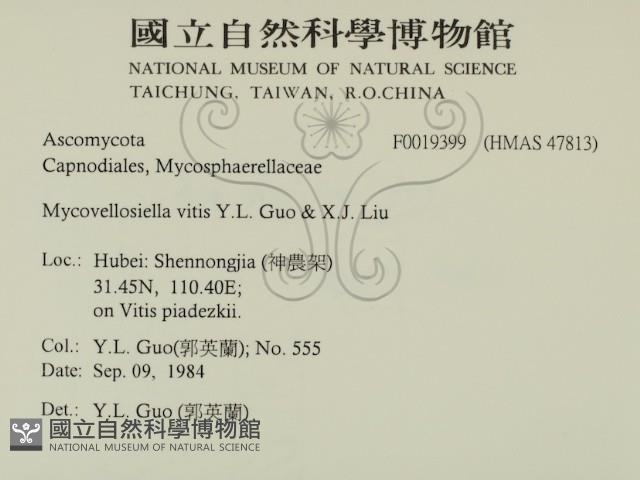 國立自然科學博物館
NATIONAL MUSEUM OF NATURAL SCIENCE
TAICHUNG, TAIWAN, R.O.CHINA
Ascomycota F0019399 (HMAS 47813)
Capnodiales, Mycosphaerellaceae
Mycovellosiella vitis Y.L. Guo & X.J. Liu
Loc.: Hubei: Shennongjia (神農架)
31.45N, 110.40E;
on Vitis piadezkii.
Col.: Y.L. Guo(郭英蘭); No. 555
Date: Sep. 09, 1984
Det.: Y.L. Guo (郭英蘭)
國立自然科學博物館
NATIONAL MUSEUM OF NATURAL SCIENCE